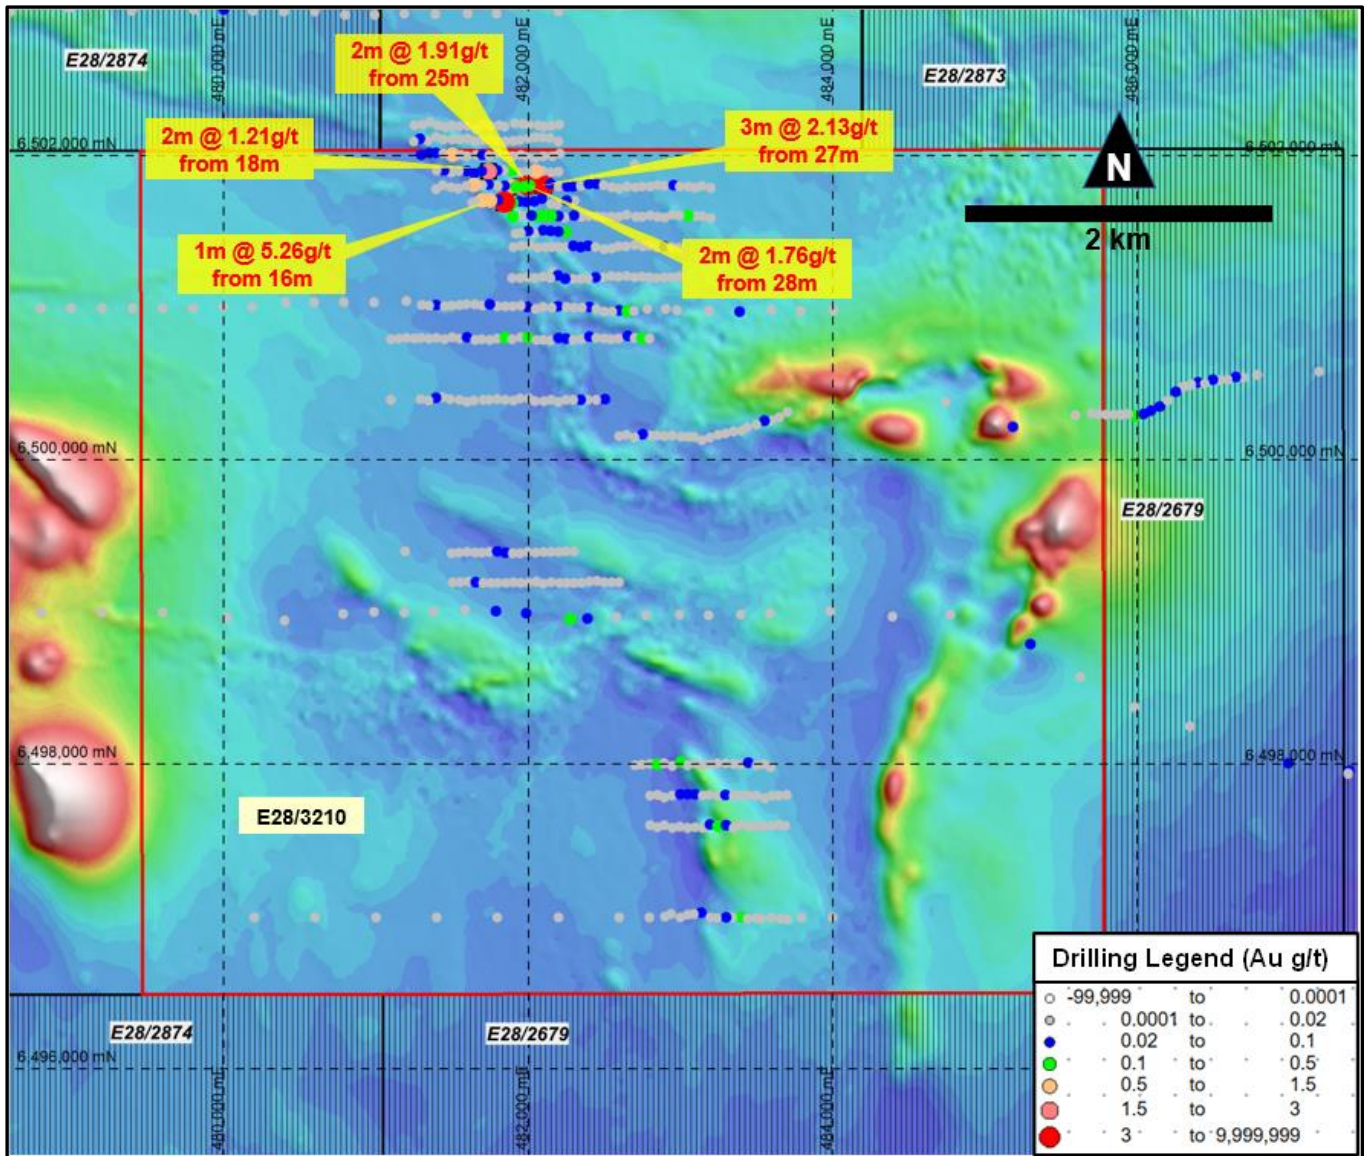 480,000 mE
482,000 mE
484,000 mE
486,000 mE
E28/2874
E28/2873
2m @ 1.91g/t
from 25m
2m @ 1.21g/t
from 18m
3m @ 2.13g/t
from 27m
6,502,000 mN
6,502,000 mN
N
2 km
1m @ 5.26g/t
from 16m
2m @ 1.76g/t
from 28m
6,500,000 mN
6,500,000 mN
E28/2679
6,498,000 mN
6,498,000 mN
E28/3210
E28/2874
E28/2679
6,496,000 mN
480,000 mE
482,000 mE
484,000 mE
Drilling Legend (Au g/t)
-99,999 to 0.0001
0.0001 to 0.02
0.02 to 0.1
0.1 to 0.5
0.5 to 1.5
1.5 to 3
3 to 9,999,999